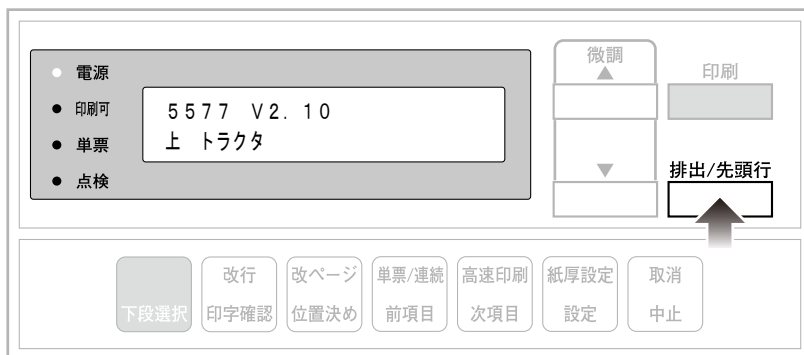 電源
印刷可
単票
点検
5577 V2.10
上 トラクタ
微調
▲
▼
印刷
排出/先頭行
下段選択
改行
印字確認
改ページ
位置決め
単票/連続
前項目
高速印刷
次項目
紙厚設定
設定
取消
中止